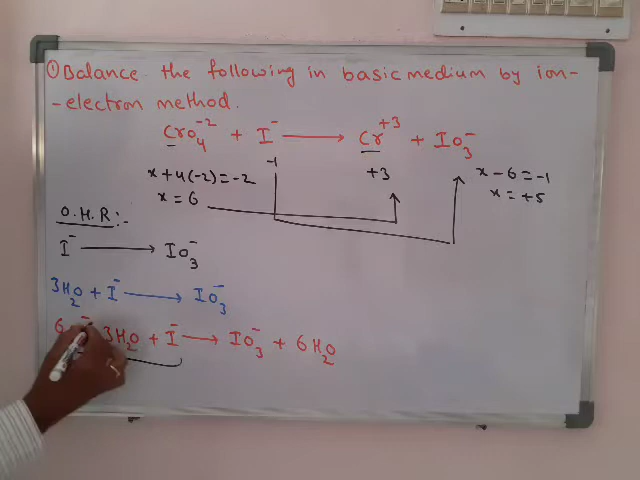 ① Balance the following in basic medium by ion-
-electron method.
CrO₄⁻² + I⁻ → Cr⁺³ + IO₃⁻
x + 4(-2) = -2
-1
+3
x - 6 = -1
x = 6
x = +5
O.H.R:-
I⁻ → IO₃⁻
3H₂O + I⁻ → IO₃⁻
6 3H₂O + I⁻ → IO₃⁻ + 6H₂O